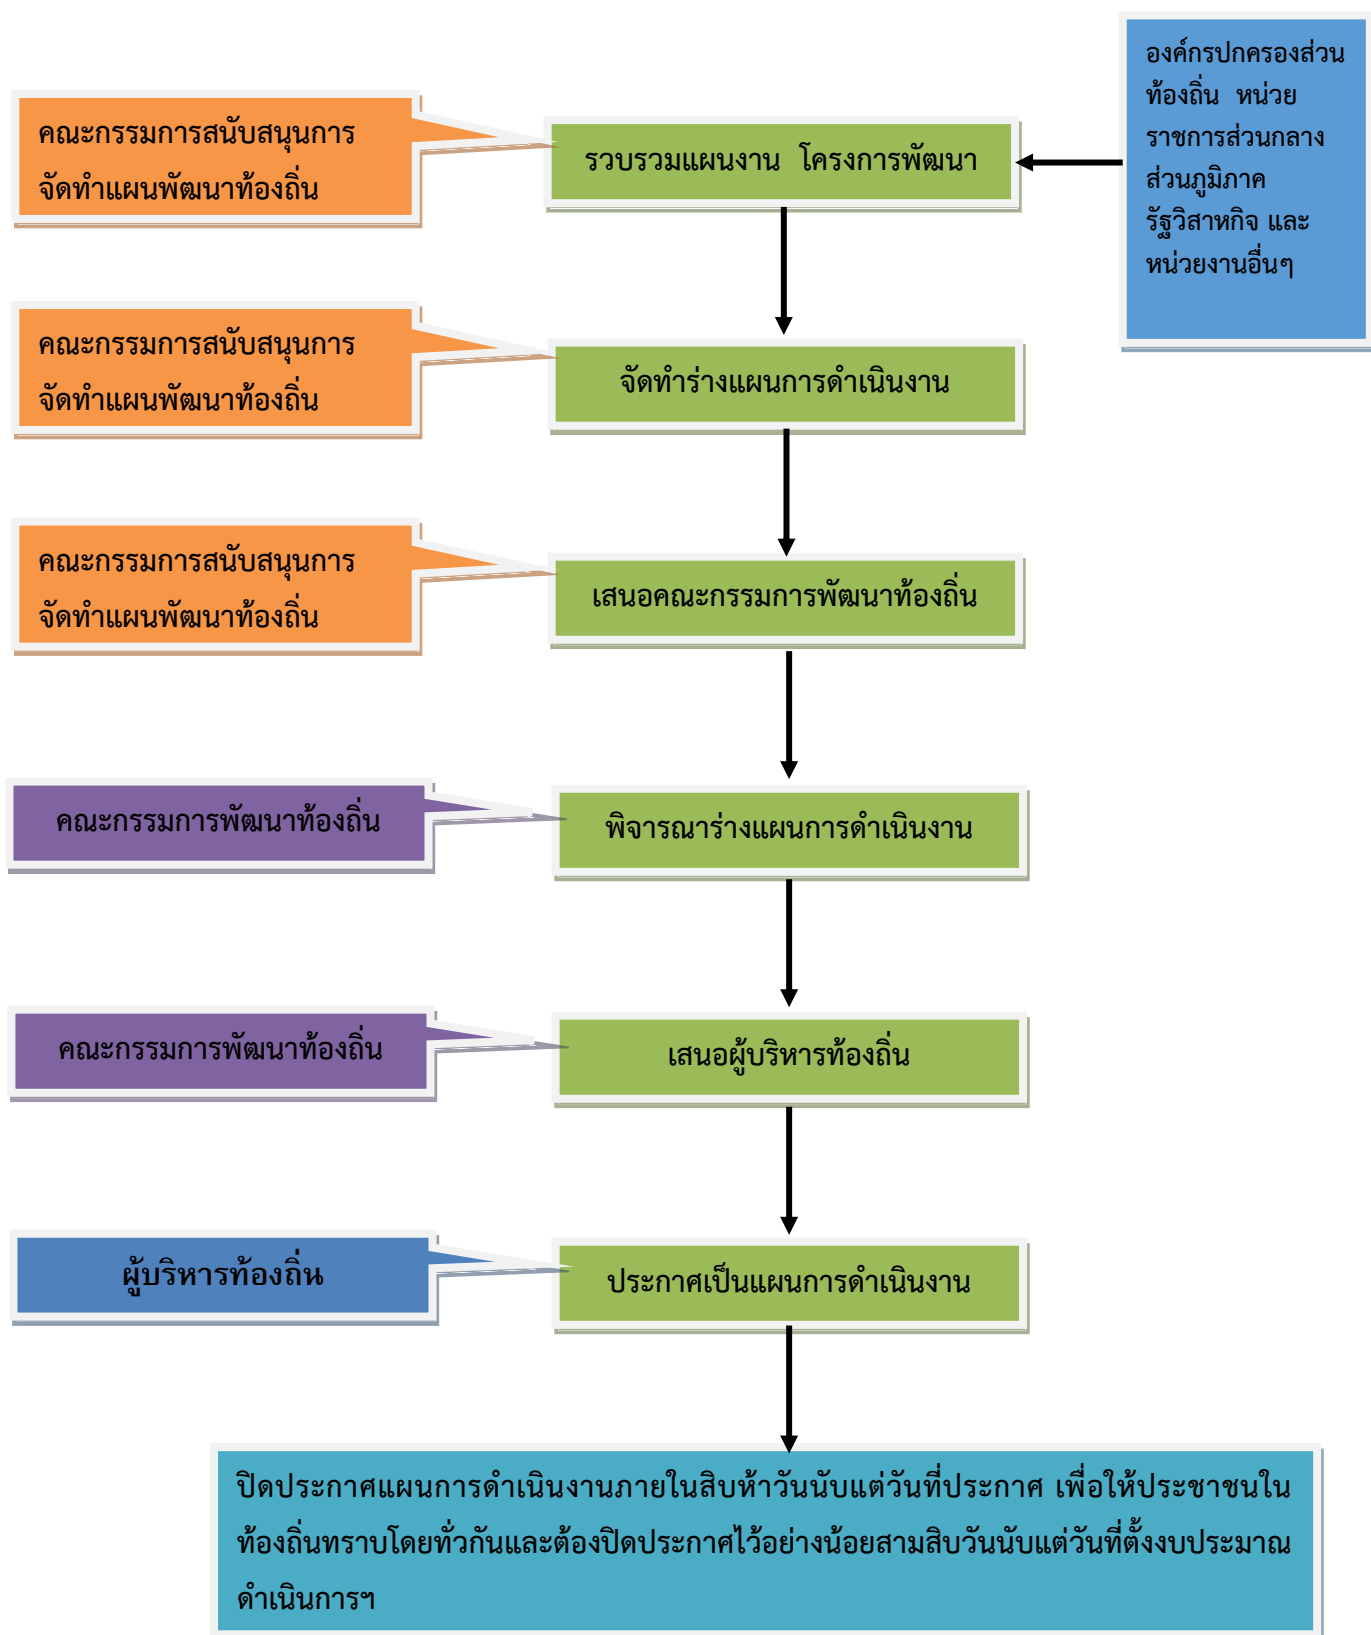 องค์กรปกครองส่วน
ท้องถิ่น หน่วย
ราชการส่วนกลาง
ส่วนภูมิภาค
รัฐวิสาหกิจ และ
หน่วยงานอื่นๆ
คณะกรรมการสนับสนุนการ
จัดทำแผนพัฒนาท้องถิ่น
รวบรวมแผนงาน โครงการพัฒนา
คณะกรรมการสนับสนุนการ
จัดทำแผนพัฒนาท้องถิ่น
จัดทำร่างแผนการดำเนินงาน
คณะกรรมการสนับสนุนการ
จัดทำแผนพัฒนาท้องถิ่น
เสนอคณะกรรมการพัฒนาท้องถิ่น
คณะกรรมการพัฒนาท้องถิ่น
พิจารณาร่างแผนการดำเนินงาน
คณะกรรมการพัฒนาท้องถิ่น
เสนอผู้บริหารท้องถิ่น
ผู้บริหารท้องถิ่น
ประกาศเป็นแผนการดำเนินงาน
ปิดประกาศแผนการดำเนินงานภายในสิบห้าวันนับแต่วันที่ประกาศ เพื่อให้ประชาชนใน
ท้องถิ่นทราบโดยทั่วกันและต้องปิดประกาศไว้อย่างน้อยสามสิบวันนับแต่วันที่ตั้งงบประมาณ
ดำเนินการฯ